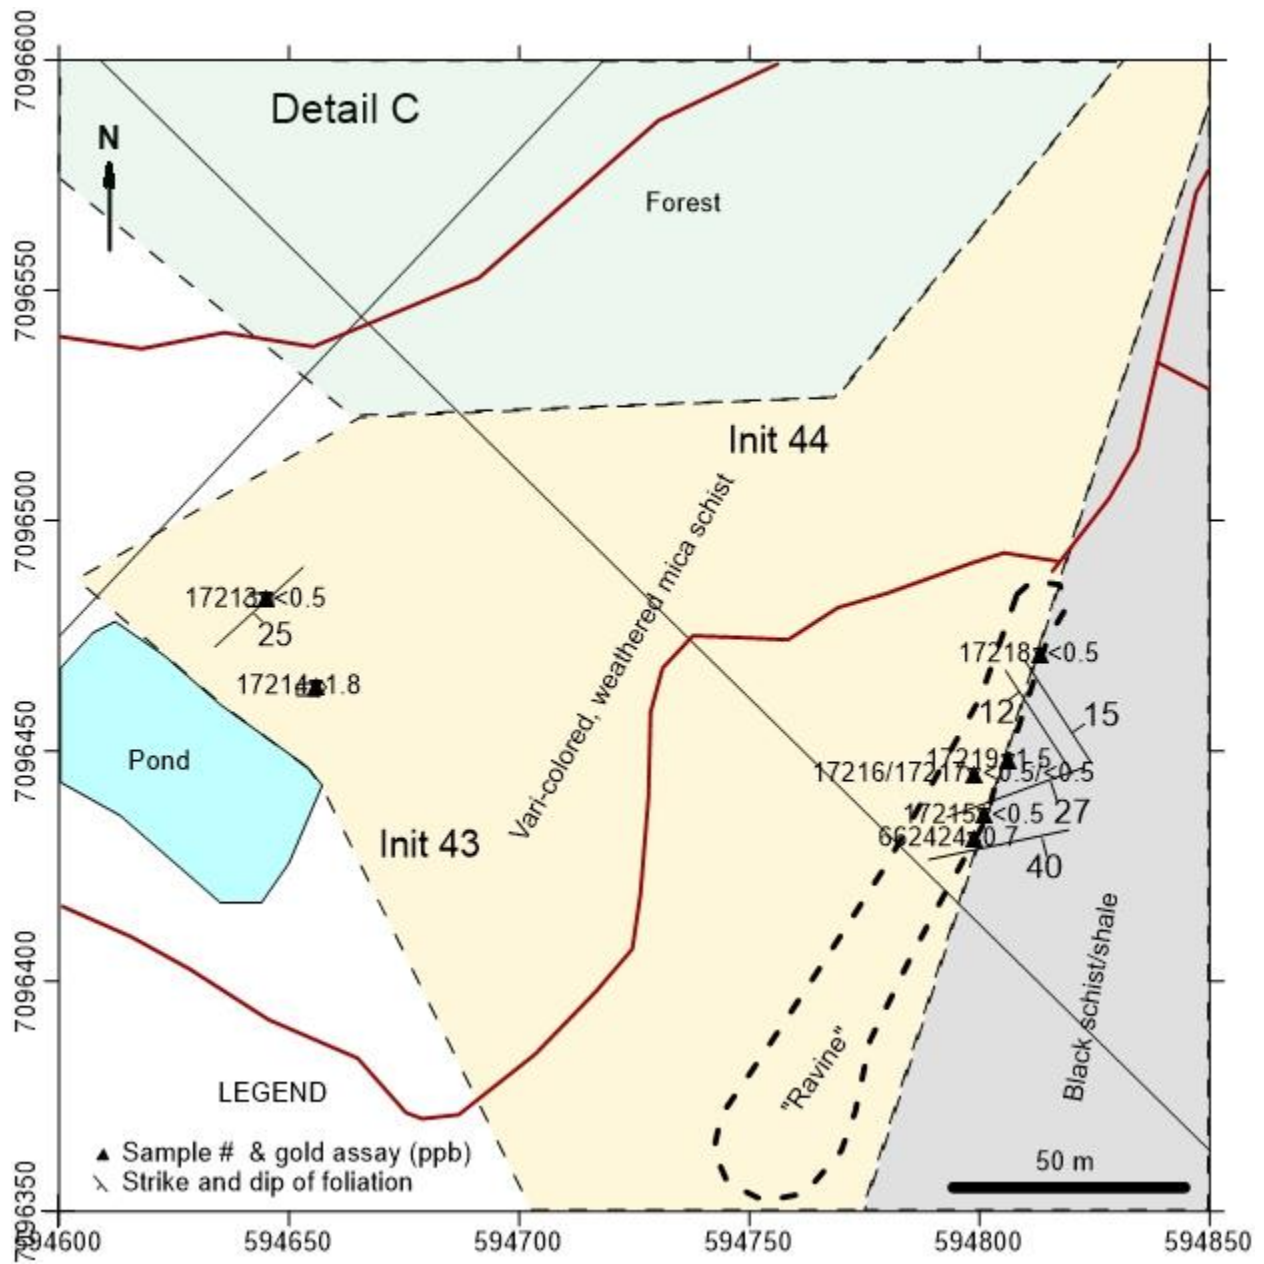 7096600
Detail C
N
Forest
7096550
Init 44
7096500
Vari-colored, weathered mica schist
17213 <0.5
25
17218 <0.5
17214 1.8
12
15
7096450
Pond
17219 1.5
17216/17217 <0.5/<0.5
17215 <0.5
27
662424 0.7
Init 43
40
Black schist/shale
7096400
"Ravine"
LEGEND
Sample # & gold assay (ppb)
50 m
Strike and dip of foliation
7096350
594600
594650
594700
594750
594800
594850